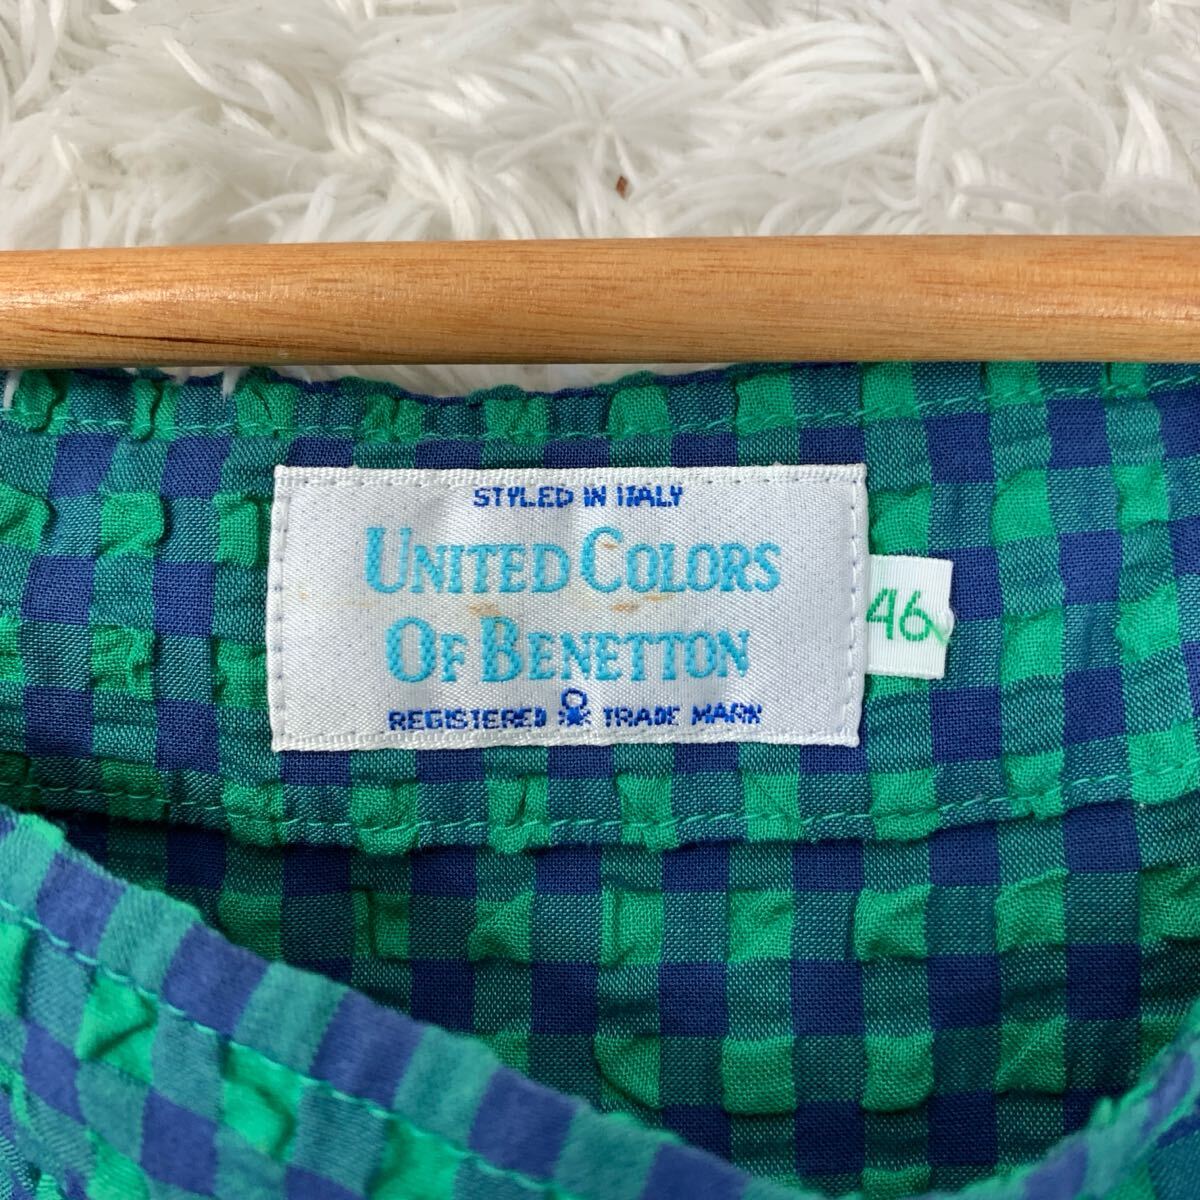 STYLED IN ITALY
UNITED COLORS
OF BENETTON
REGISTERED TRADE MARK
46